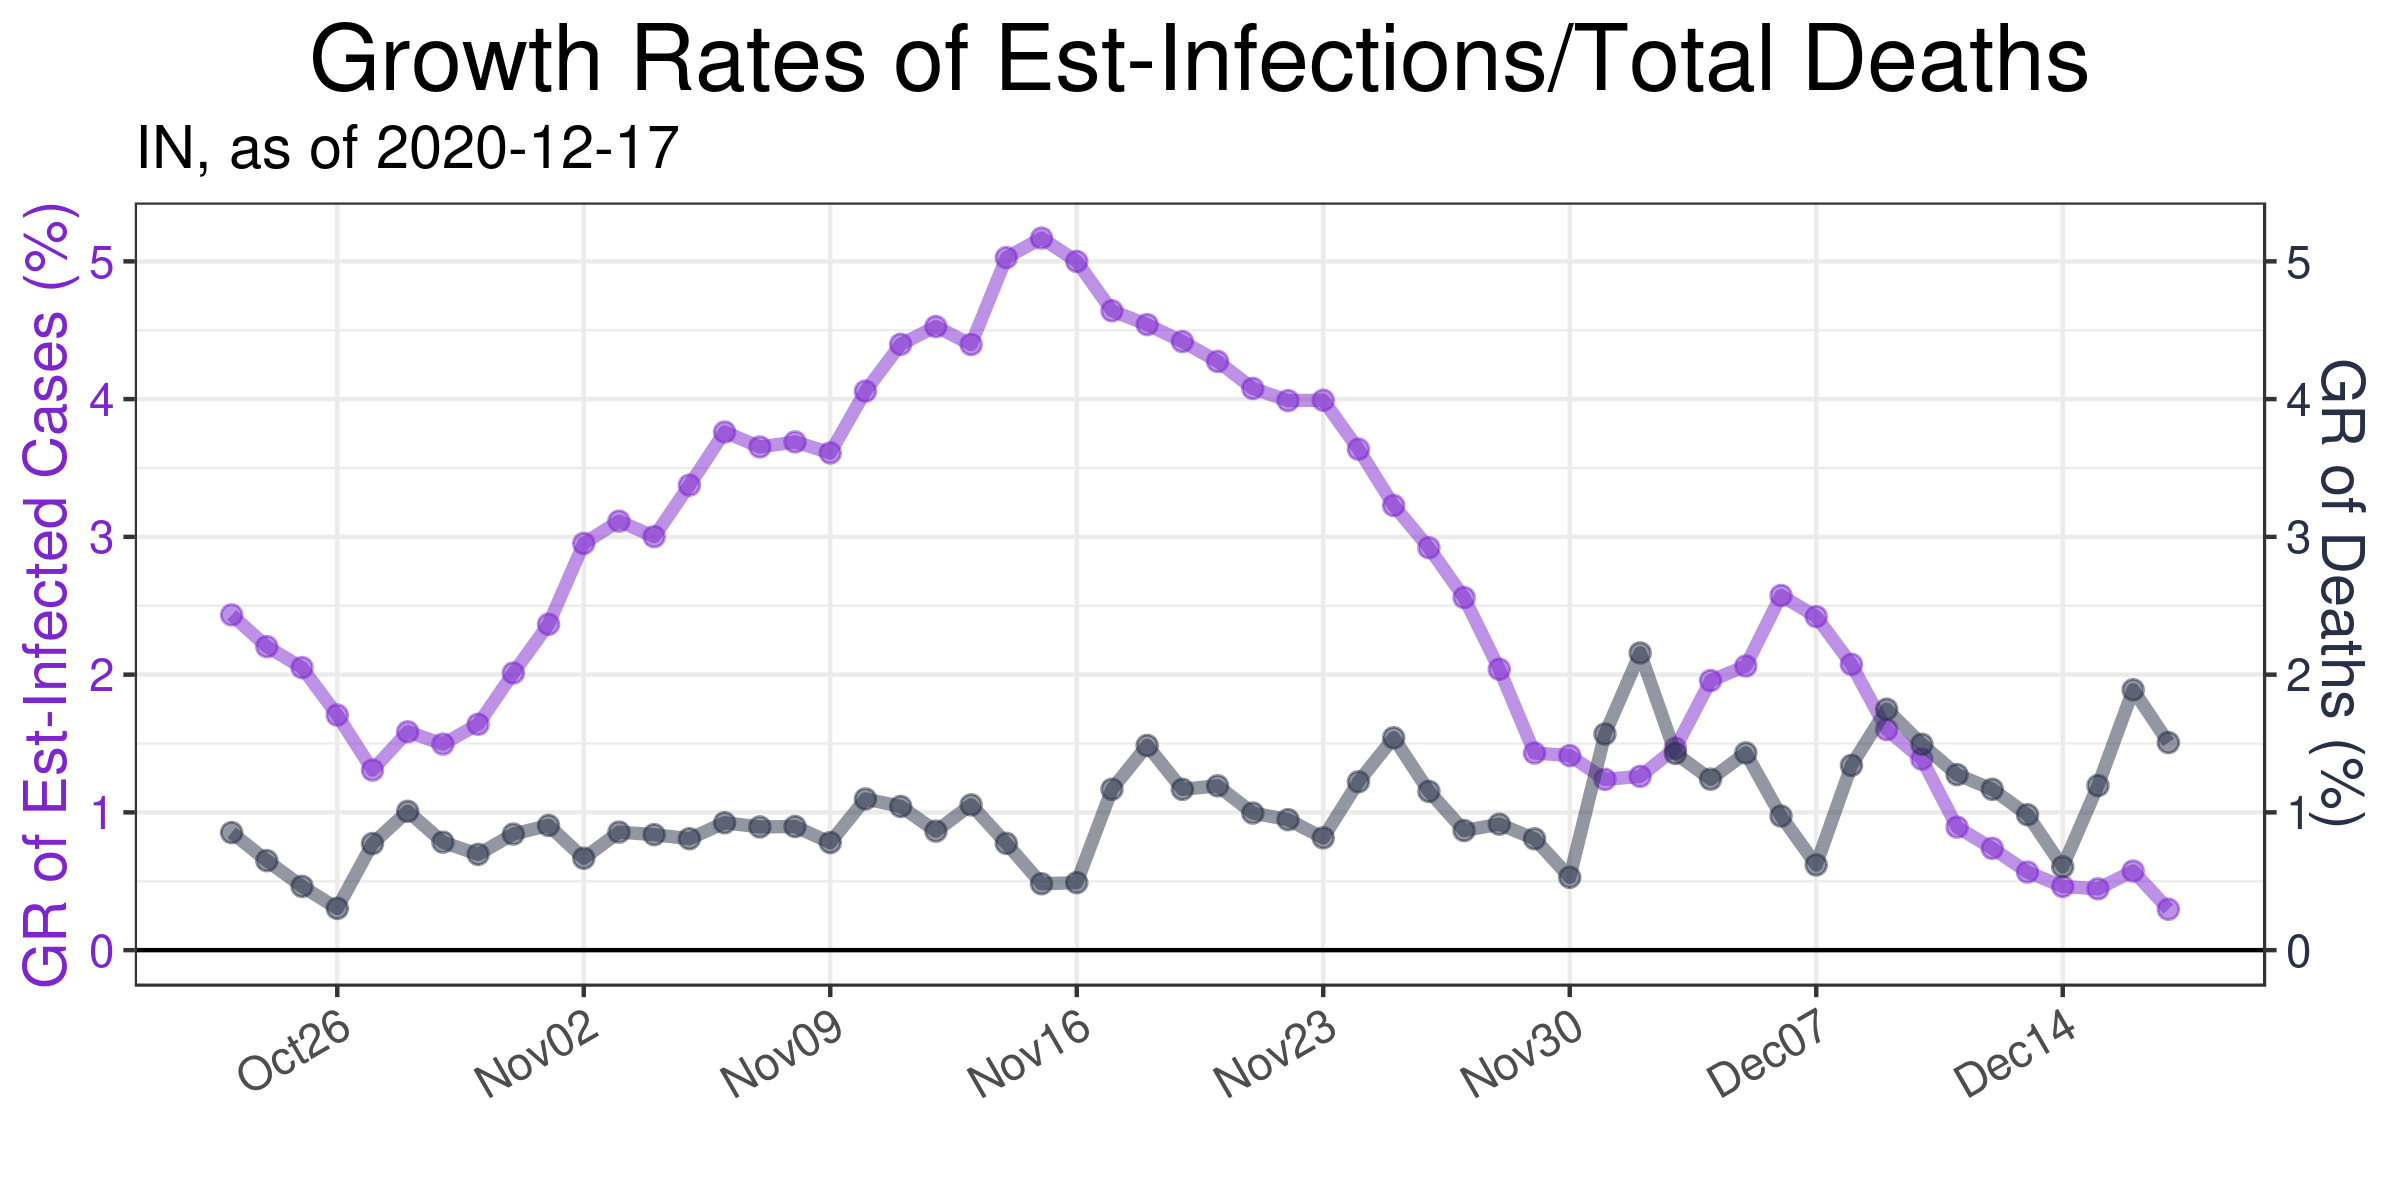 Growth Rates of Est-Infections/Total Deaths
IN, as of 2020-12-17
GR of Est-Infected Cases (%)
5
4
3
2
1
0
5
4
3
2
1
0
GR of Deaths (%)
Oct26
Nov02
Nov09
Nov16
Nov23
Nov30
Dec07
Dec14